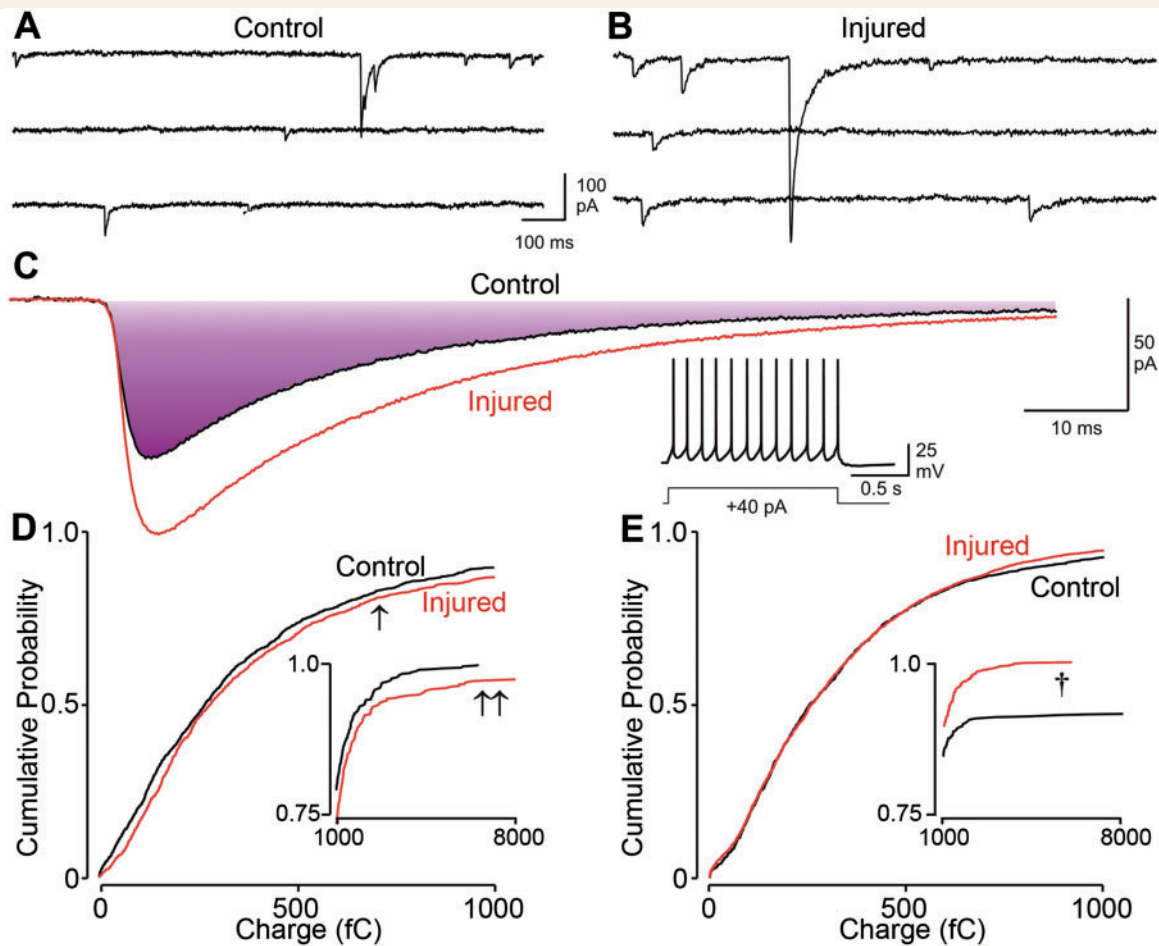 A
Control
B
Injured
100
pA
100 ms
C
Control
Injured
50
pA
10 ms
25
mV
0.5 s
+40 pA
D
1.0
Control
Injured
0.5
0
Cumulative Probability
1.0
0.75
1000
8000
0
500
1000
Charge (fC)
E
1.0
Injured
Control
0.5
0
Cumulative Probability
1.0
†
0.75
1000
8000
0
500
1000
Charge (fC)